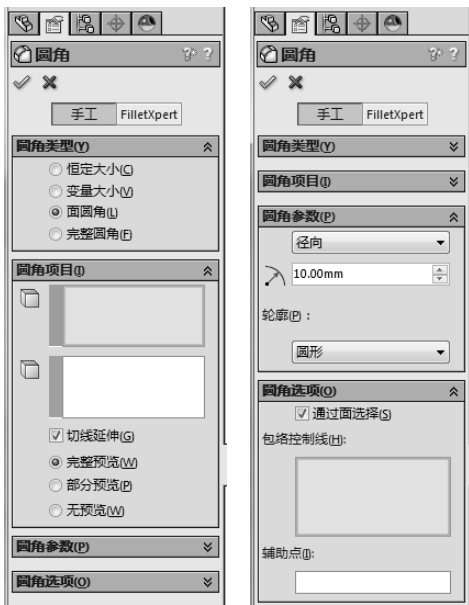 圆角
手工 FilletXpert
圆角类型(Y)
恒定大小(C)
变量大小(V)
面圆角(L)
完整圆角(F)
圆角项目(I)
切线延伸(G)
完整预览(W)
部分预览(P)
无预览(W)
圆角参数(P)
圆角选项(O)
圆角
手工 FilletXpert
圆角类型(Y)
圆角项目(I)
圆角参数(P)
径向
10.00mm
轮廓(P)：
圆形
圆角选项(O)
通过面选择(S)
包络控制线(H):
辅助点(I):